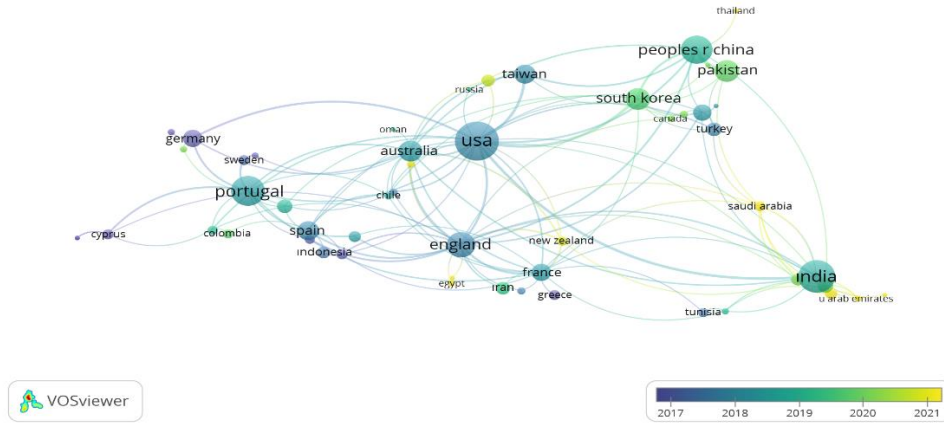 thailand
peoples r china
pakistan
taiwan
russia
south korea
canada
turkey
oman
usa
germany
australia
sweden
portugal
chile
saudi arabia
cyprus
colombia
spain
england
new zealand
indonesia
france
india
egypt
iran
greece
u arab emirates
tunisia
VOSviewer
2017 2018 2019 2020 2021